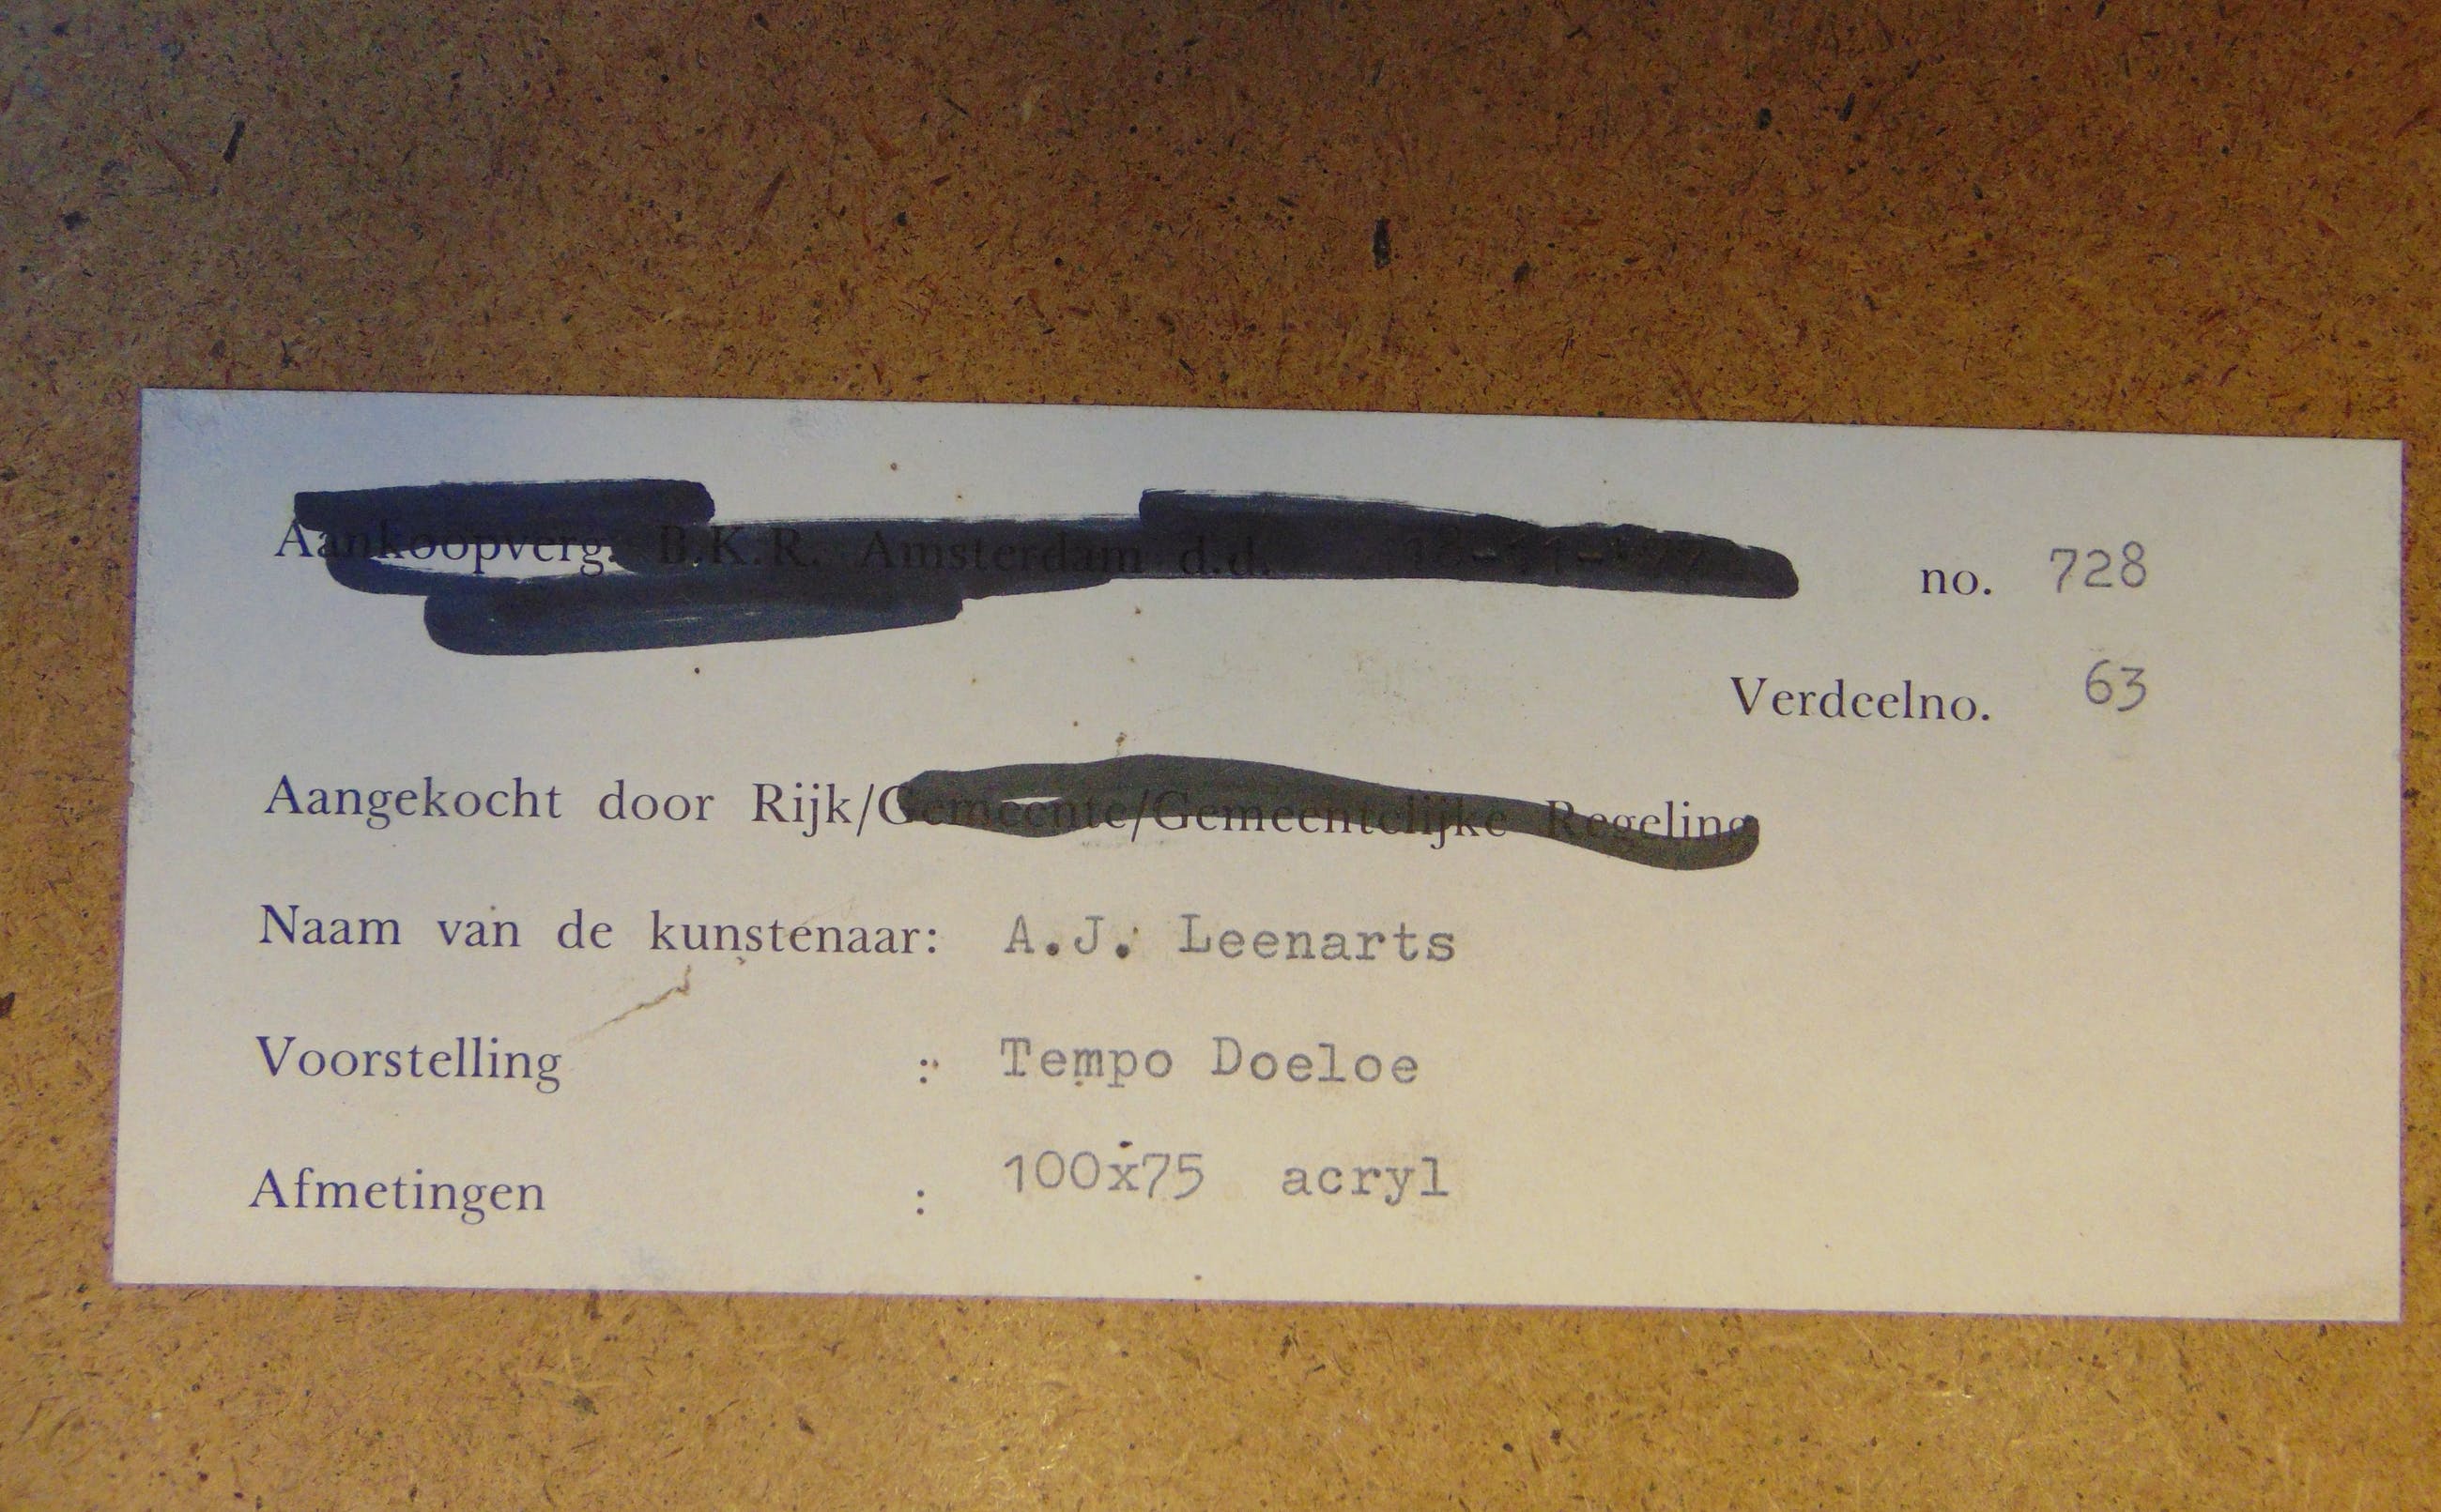 Aankoopverg. B.K.R. Amsterdam d.d. no. 728
Verdeelno. 63
Aangekocht door Rijk/Gemeente/Gemeentelijke Regeling
Naam van de kunstenaar: A.J. Leenarts
Voorstelling : Tempo Doeloe
Afmetingen : 100x75 acryl